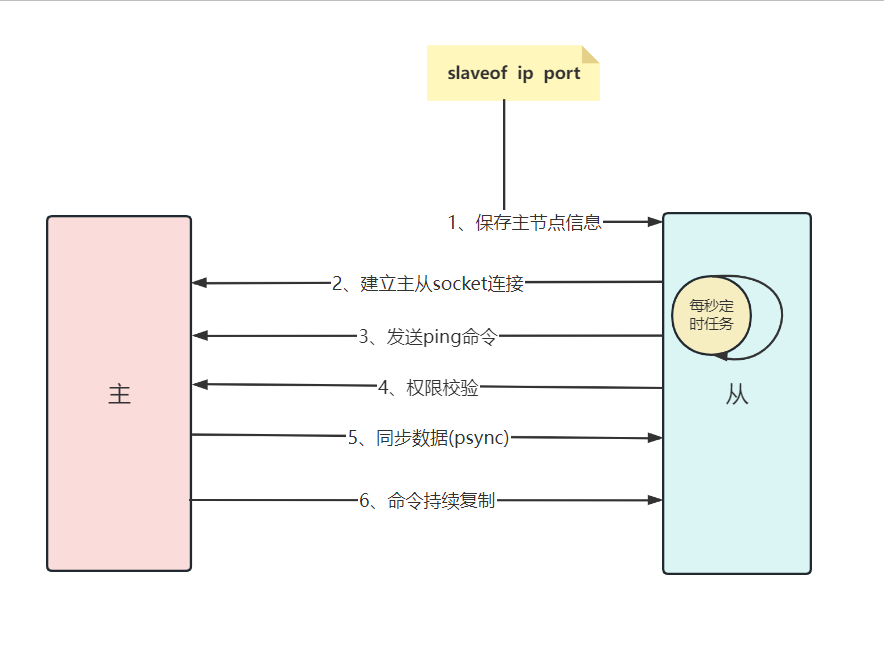 slaveof ip port
1、保存主节点信息
2、建立主从socket连接
每秒定
时任务
3、发送ping命令
4、权限校验
主
从
5、同步数据(psync)
6、命令持续复制